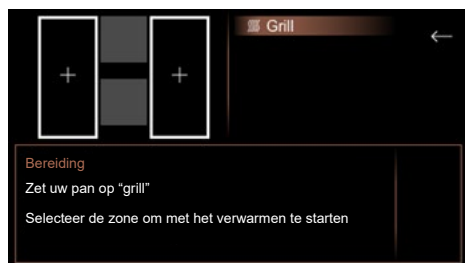 Grill
Bereiding
Zet uw pan op “grill”
Selecteer de zone om met het verwarmen te starten